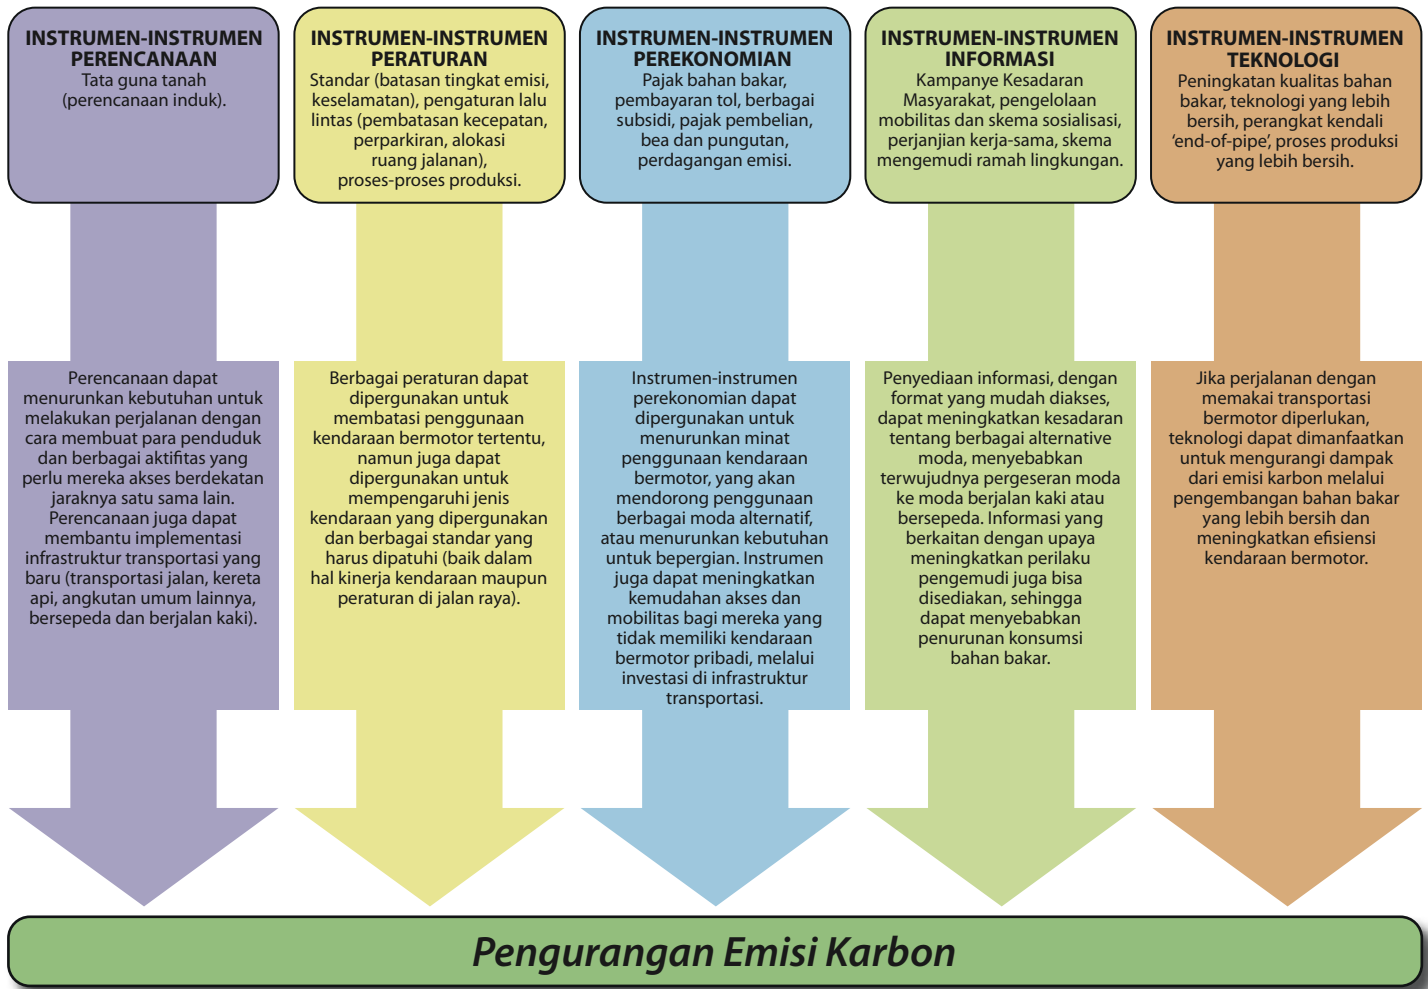 INSTRUMEN-INSTRUMEN
PERENCANAAN
Tata guna tanah
(perencanaan induk).
INSTRUMEN-INSTRUMEN
PERATURAN
Standar (batasan tingkat emisi,
keselamatan), pengaturan lalu
lintas (pembatasan kecepatan,
perparkiran, alokasi
ruang jalanan),
proses-proses produksi.
INSTRUMEN-INSTRUMEN
PEREKONOMIAN
Pajak bahan bakar,
pembayaran tol, berbagai
subsidi, pajak pembelian,
bea dan pungutan,
perdagangan emisi.
INSTRUMEN-INSTRUMEN
INFORMASI
Kampanye Kesadaran
Masyarakat, pengelolaan
mobilitas dan skema sosialisasi,
perjanjian kerja-sama, skema
mengemudi ramah lingkungan.
INSTRUMEN-INSTRUMEN
TEKNOLOGI
Peningkatan kualitas bahan
bakar, teknologi yang lebih
bersih, perangkat kendali
‘end-of-pipe’, proses produksi
yang lebih bersih.
Perencanaan dapat
menurunkan kebutuhan untuk
melakukan perjalanan dengan
cara membuat para penduduk
dan berbagai aktifitas yang
perlu mereka akses berdekatan
jaraknya satu sama lain.
Perencanaan juga dapat
membantu implementasi
infrastruktur transportasi yang
baru (transportasi jalan, kereta
api, angkutan umum lainnya,
bersepeda dan berjalan kaki).
Berbagai peraturan dapat
dipergunakan untuk
membatasi penggunaan
kendaraan bermotor tertentu,
namun juga dapat
dipergunakan untuk
mempengaruhi jenis
kendaraan yang dipergunakan
dan berbagai standar yang
harus dipatuhi (baik dalam
hal kinerja kendaraan maupun
peraturan di jalan raya).
Instrumen-instrumen
perekonomian dapat
dipergunakan untuk
menurunkan minat
penggunaan kendaraan
bermotor, yang akan
mendorong penggunaan
berbagai moda alternatif,
atau menurunkan kebutuhan
untuk bepergian. Instrumen
juga dapat meningkatkan
kemudahan akses dan
mobilitas bagi mereka yang
tidak memiliki kendaraan
bermotor pribadi, melalui
investasi di infrastruktur
transportasi.
Penyediaan informasi, dengan
format yang mudah diakses,
dapat meningkatkan kesadaran
tentang berbagai alternative
moda, menyebabkan
terwujudnya pergeseran moda
ke moda berjalan kaki atau
bersepeda. Informasi yang
berkaitan dengan upaya
meningkatkan perilaku
pengemudi juga bisa
disediakan, sehingga
dapat menyebabkan
penurunan konsumsi
bahan bakar.
Jika perjalanan dengan
memakai transportasi
bermotor diperlukan,
teknologi dapat dimanfaatkan
untuk mengurangi dampak
dari emisi karbon melalui
pengembangan bahan bakar
yang lebih bersih dan
meningkatkan efisiensi
kendaraan bermotor.
Pengurangan Emisi Karbon